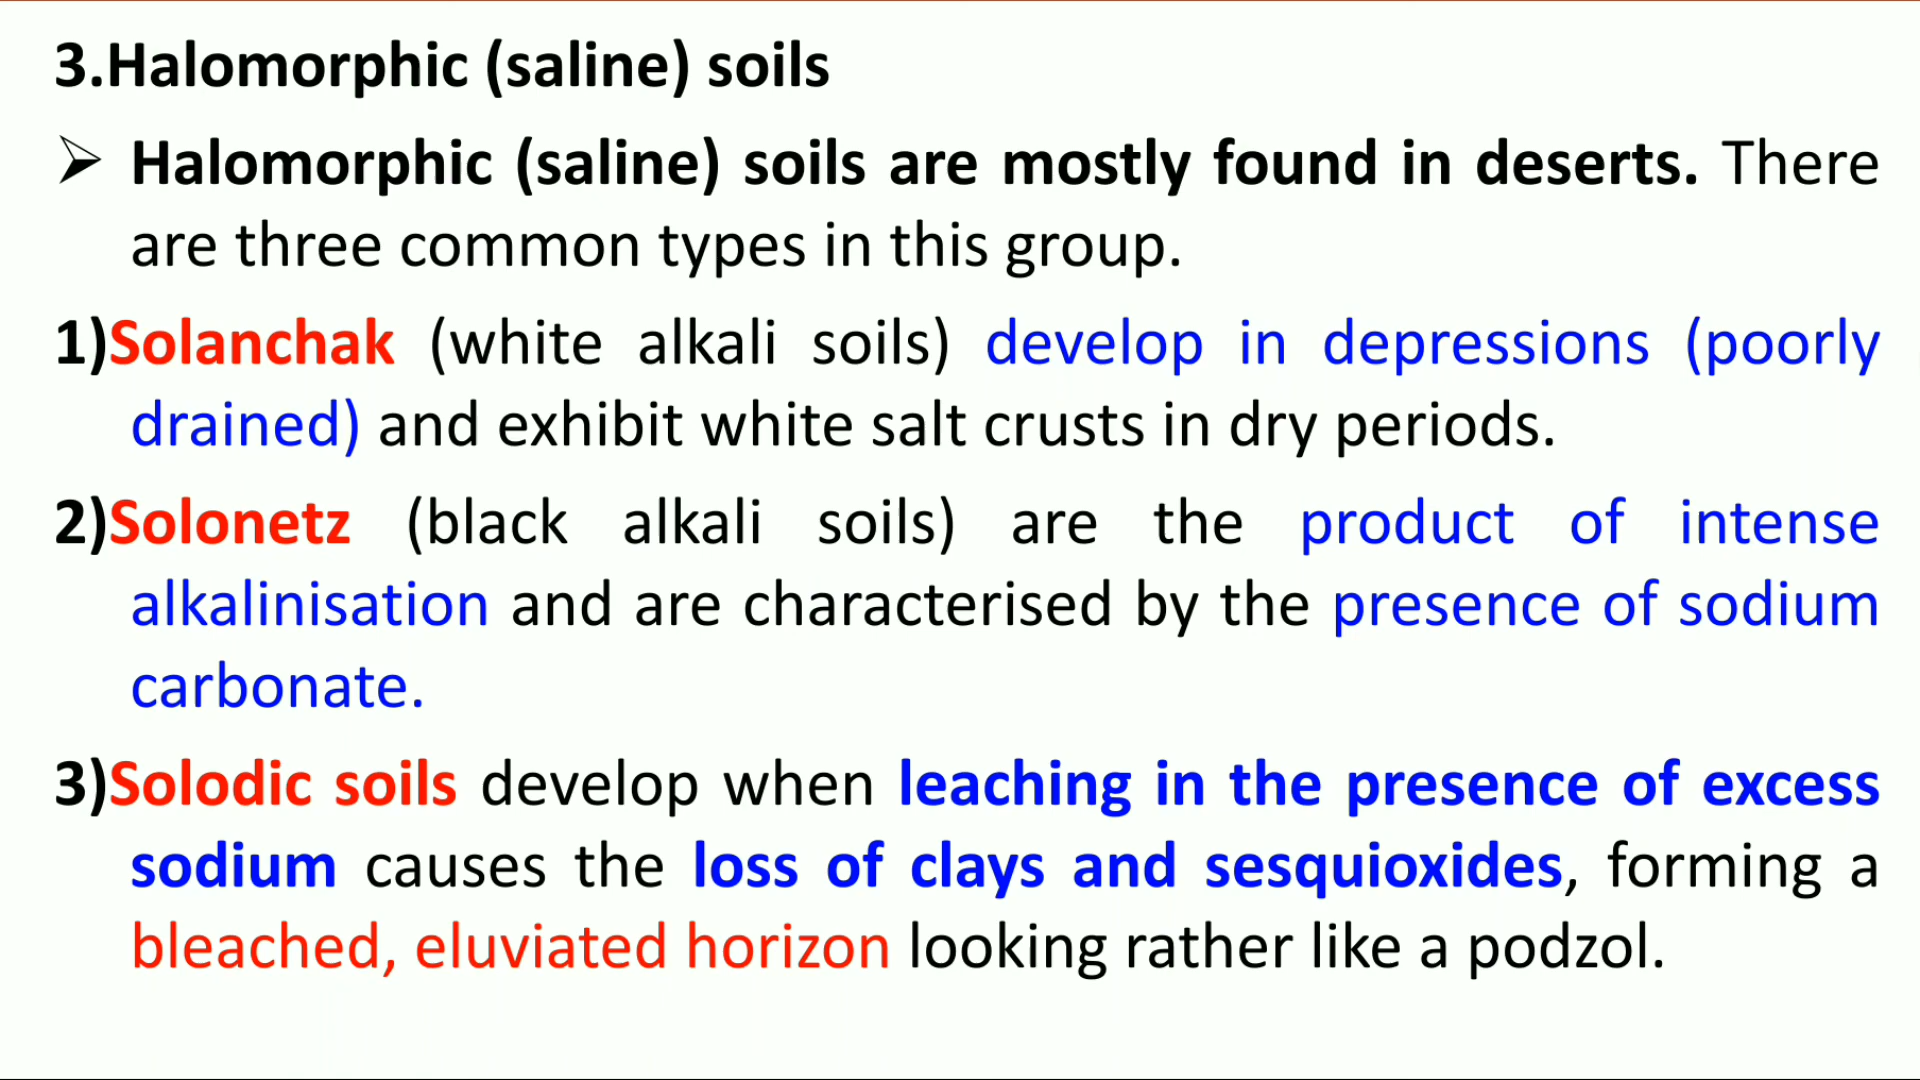 3.Halomorphic (saline) soils
➢ Halomorphic (saline) soils are mostly found in deserts. There
are three common types in this group.
1)Solanchak (white alkali soils) develop in depressions (poorly
drained) and exhibit white salt crusts in dry periods.
2)Solonetz (black alkali soils) are the product of intense
alkalinisation and are characterised by the presence of sodium
carbonate.
3)Solodic soils develop when leaching in the presence of excess
sodium causes the loss of clays and sesquioxides, forming a
bleached, eluviated horizon looking rather like a podzol.